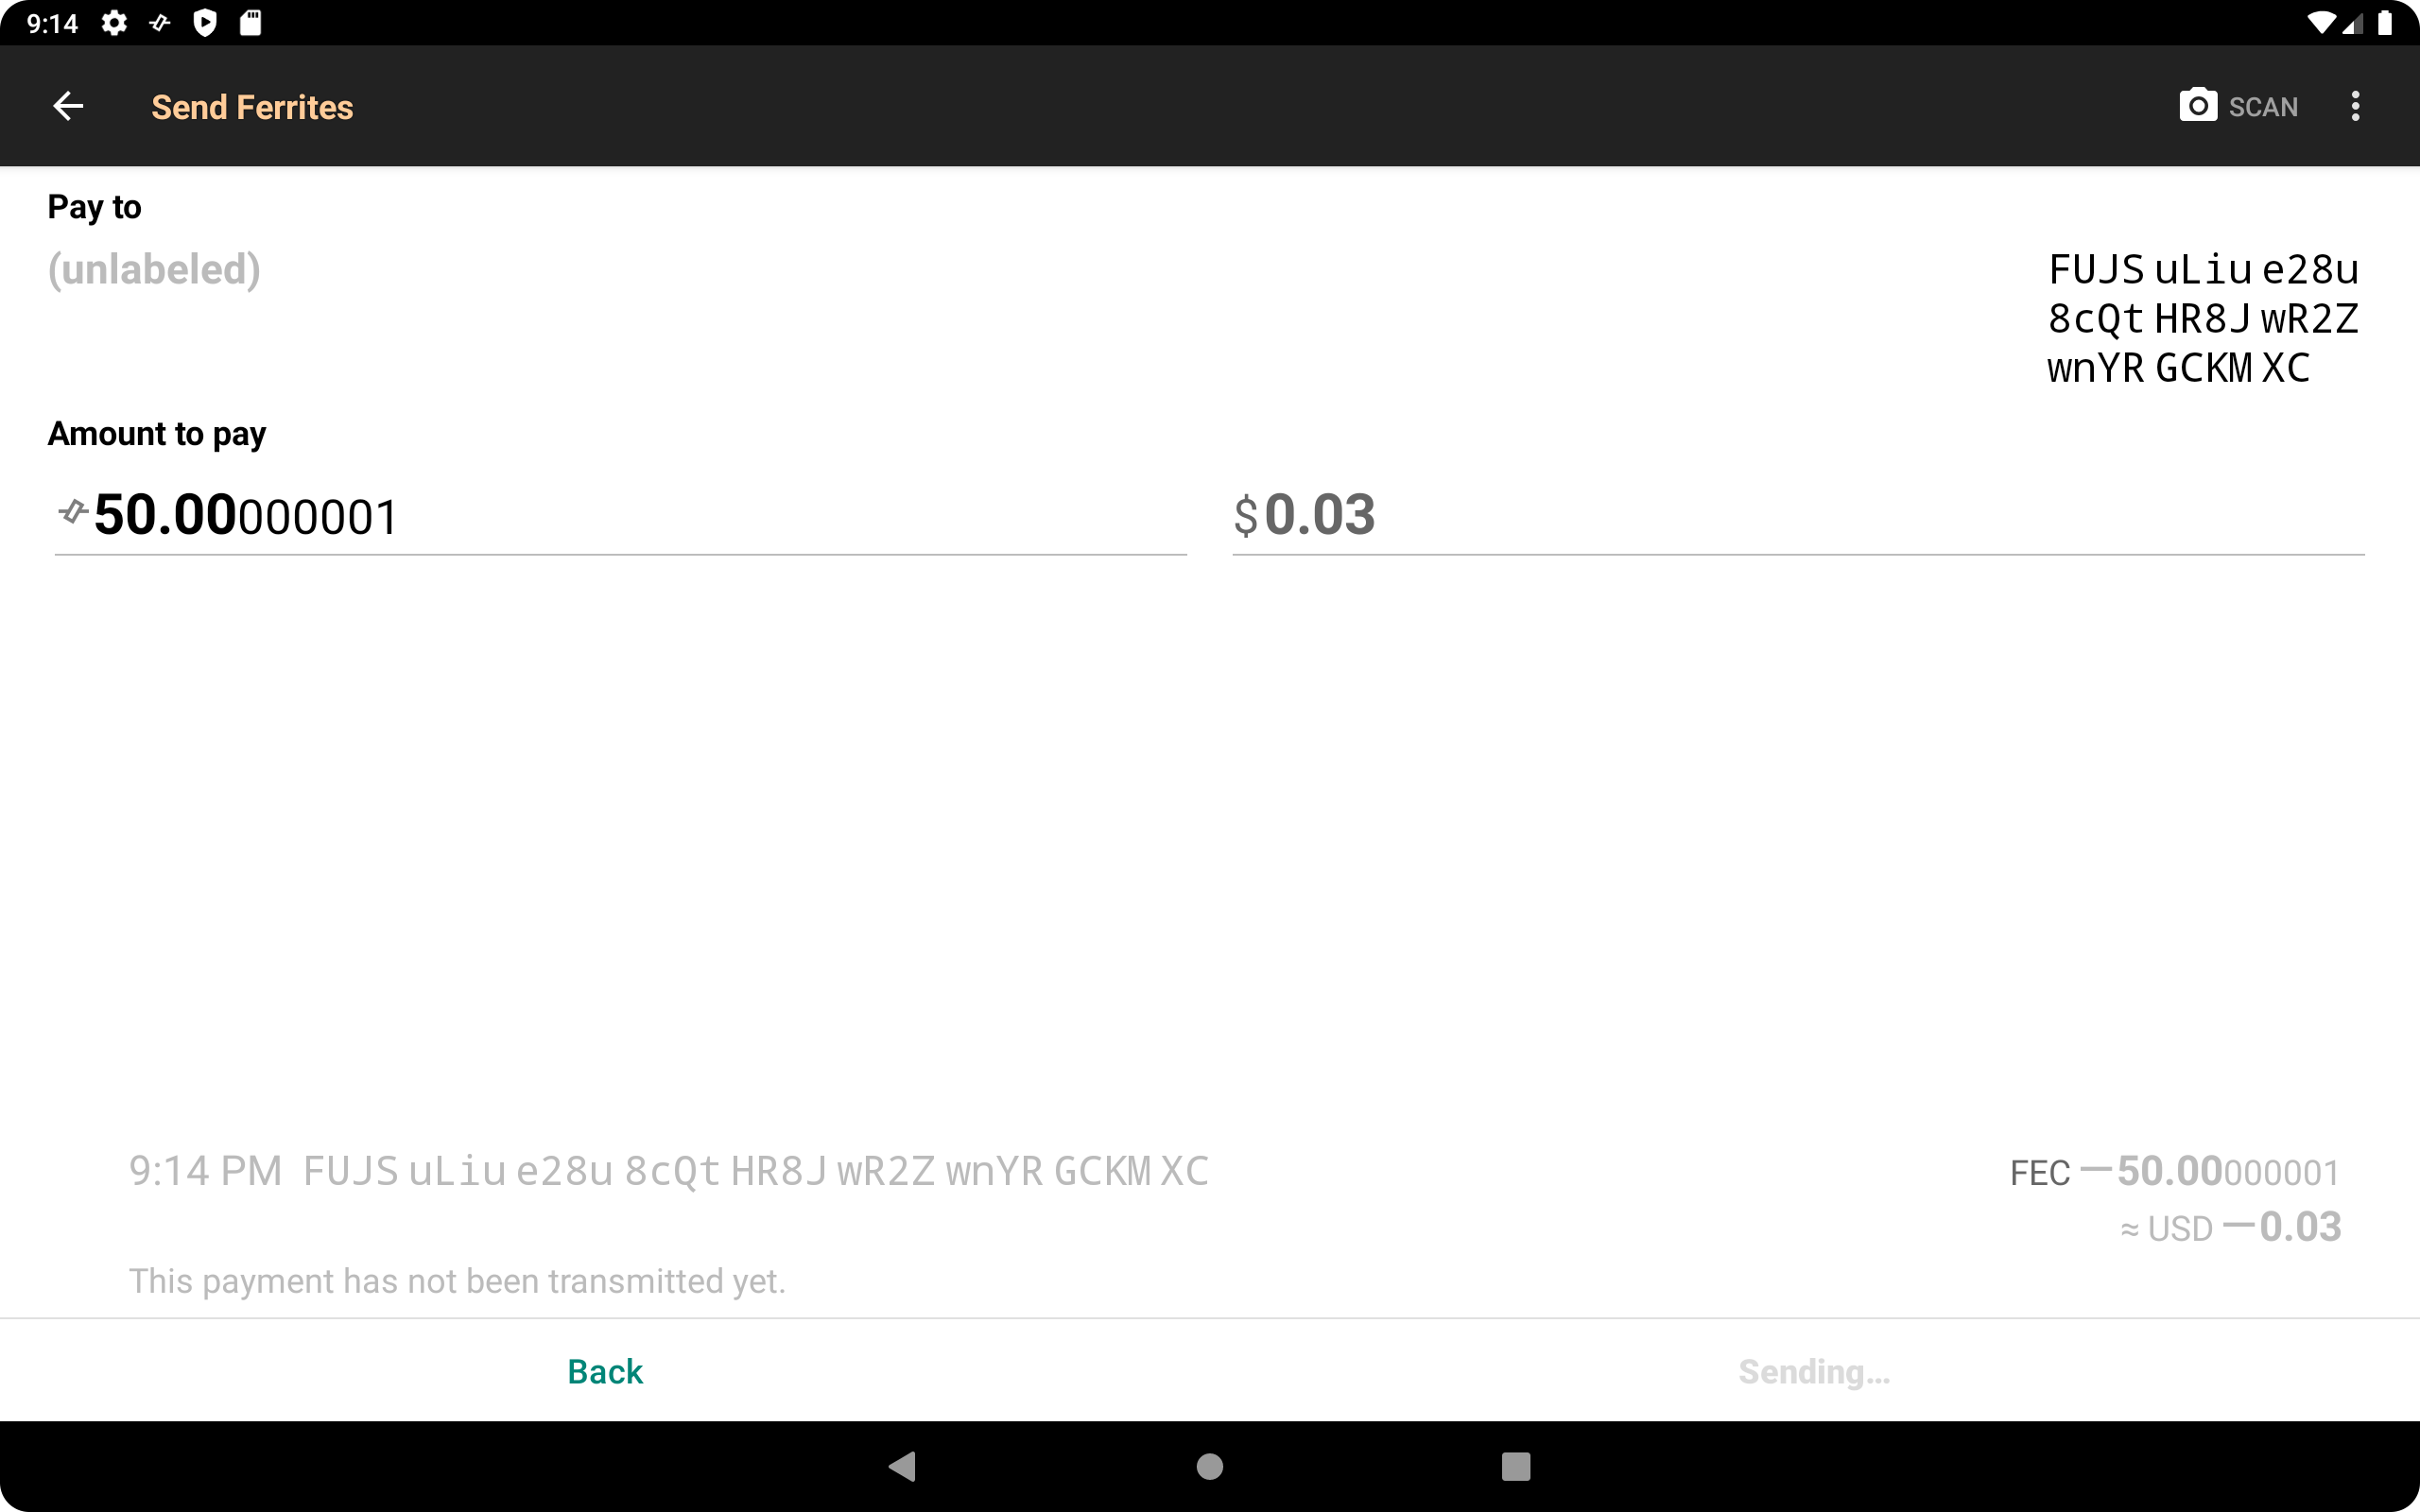 9:14
Send Ferrites
SCAN
Pay to
(unlabeled)
FUJS uLiu e28u
8cQt HR8J wR2Z
wnYR GCKM XC
Amount to pay
50.00000001
$ 0.03
9:14 PM FUJS uLiu e28u 8cQt HR8J wR2Z wnYR GCKM XC
FEC —50.00000001
≈ USD —0.03
This payment has not been transmitted yet.
Back
Sending…